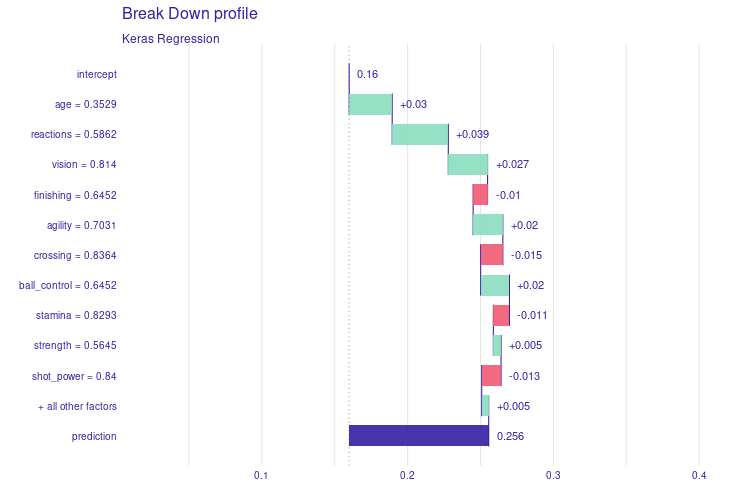 Break Down profile
Keras Regression
intercept 0.16
age = 0.3529 +0.03
reactions = 0.5862 +0.039
vision = 0.814 +0.027
finishing = 0.6452 -0.01
agility = 0.7031 +0.02
crossing = 0.8364 -0.015
ball_control = 0.6452 +0.02
stamina = 0.8293 -0.011
strength = 0.5645 +0.005
shot_power = 0.84 -0.013
+ all other factors +0.005
prediction 0.256
0.1 0.2 0.3 0.4